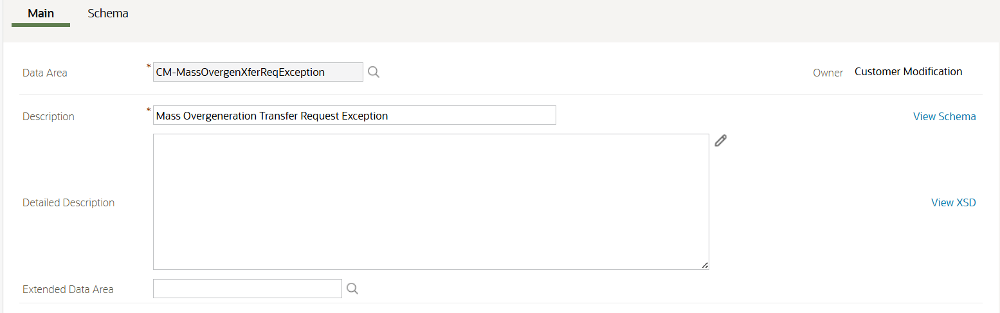 Main Schema
Data Area * CM-MassOvergenXferReqException Owner Customer Modification
Description * Mass Overgeneration Transfer Request Exception View Schema
Detailed Description View XSD
Extended Data Area